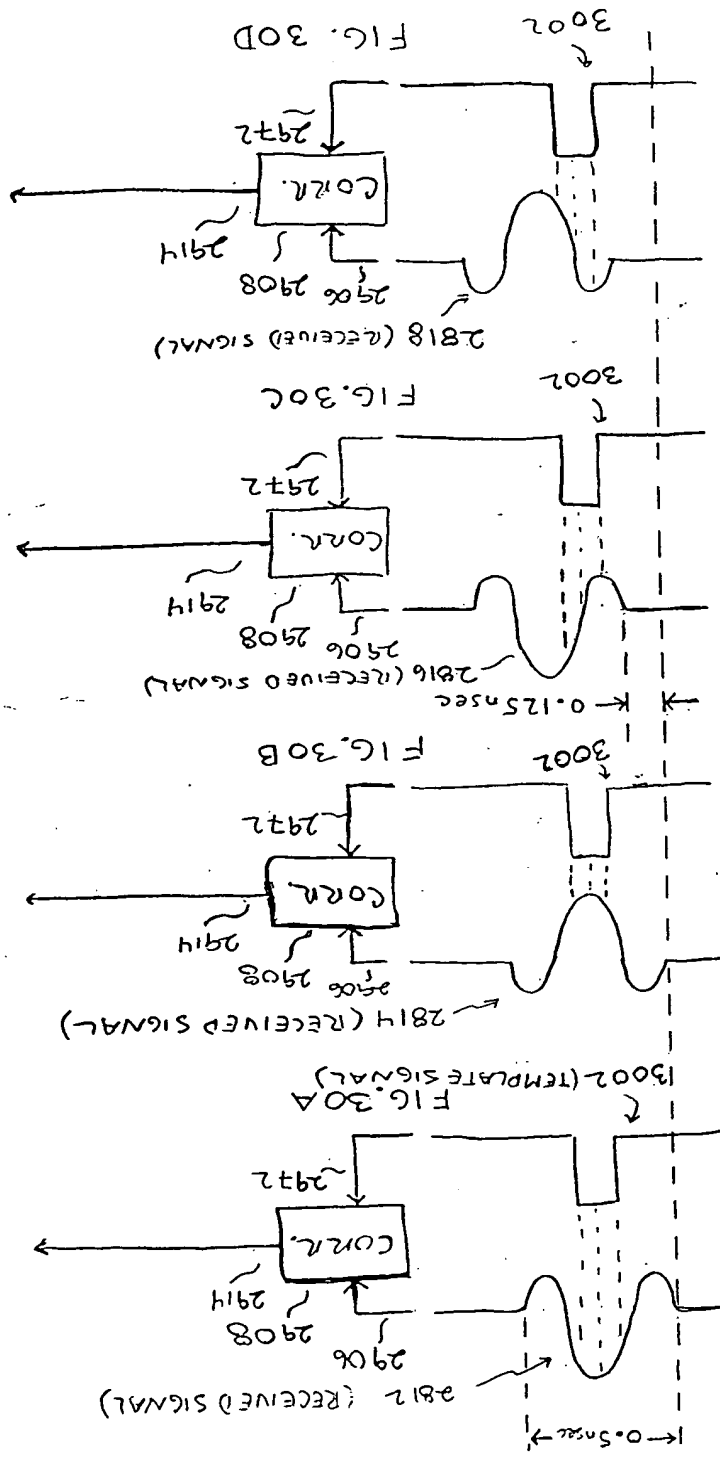 0.5nsec
2812 (RECEIVED SIGNAL)
2906
2908
2914
CORR.
2972
3002 (TEMPLATE SIGNAL)
FIG. 30A
2814 (RECEIVED SIGNAL)
2906
2908
2914
CORR.
2972
3002
FIG. 30B
0.125nsec
2816 (RECEIVED SIGNAL)
2906
2908
2914
CORR.
2972
3002
FIG. 30C
2818 (RECEIVED SIGNAL)
2906
2908
2914
CORR.
2972
3002
FIG. 30D